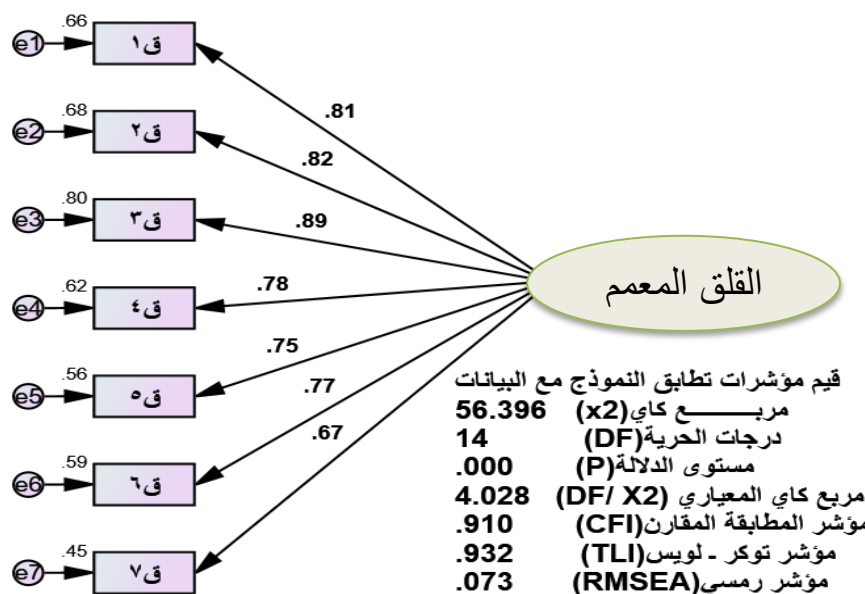 .66
e1 ق١
.81
.68
e2 ق٢
.82
.80
e3 ق٣
.89
القلق المعمم
.62
e4 ق٤
.78
.56
e5 ق٥
.75
.59
e6 ق٦
.77
.45
e7 ق٧
.67
قيم مؤشرات تطابق النموذج مع البيانات
مربــــــع كاي(x2) 56.396
درجات الحرية(DF) 14
مستوى الدلالة(P) .000
مربع كاي المعياري (DF/ X2) 4.028
مؤشر المطابقة المقارن(CFI) .910
مؤشر توكر ـ لويس(TLI) .932
مؤشر رمسي(RMSEA) .073